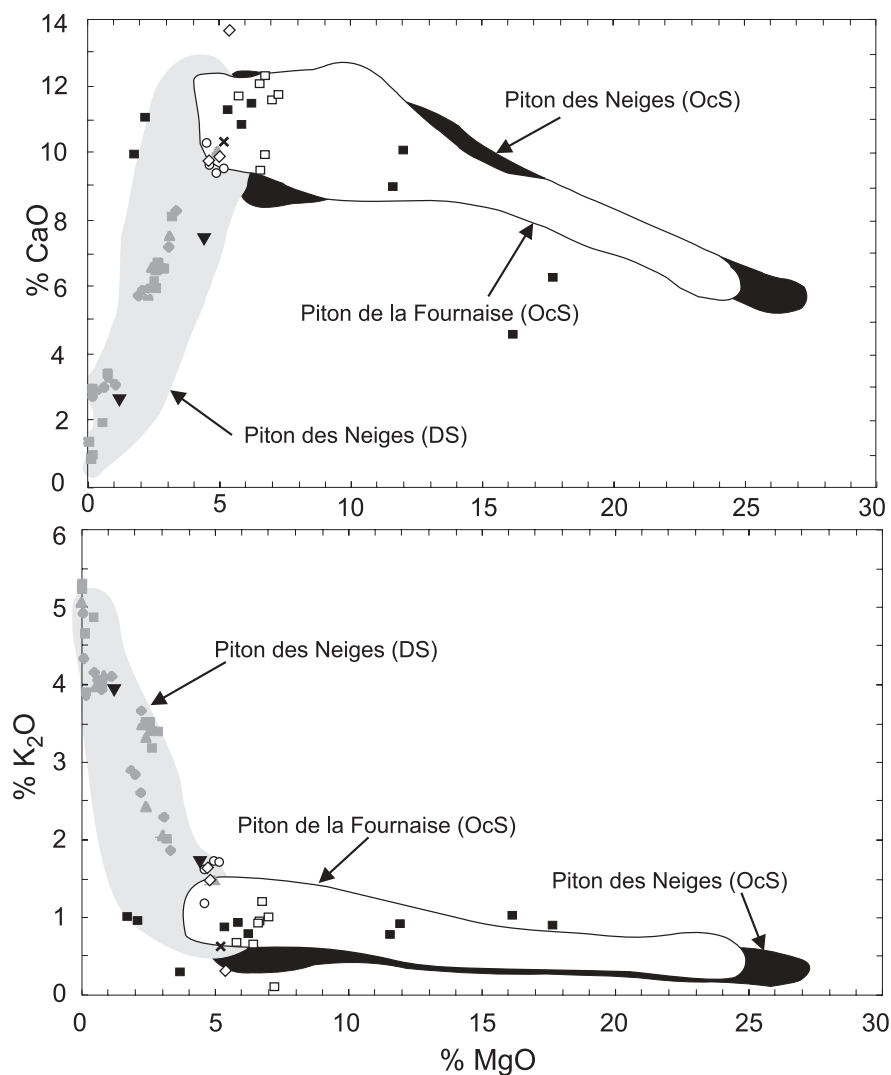 14
12
10
8
6
4
2
0
% CaO
Piton des Neiges (OcS)
Piton de la Fournaise (OcS)
Piton des Neiges (DS)
0 5 10 15 20 25 30
6
5
4
3
2
1
0
% K₂O
Piton des Neiges (DS)
Piton de la Fournaise (OcS)
Piton des Neiges (OcS)
0 5 10 15 20 25 30
% MgO